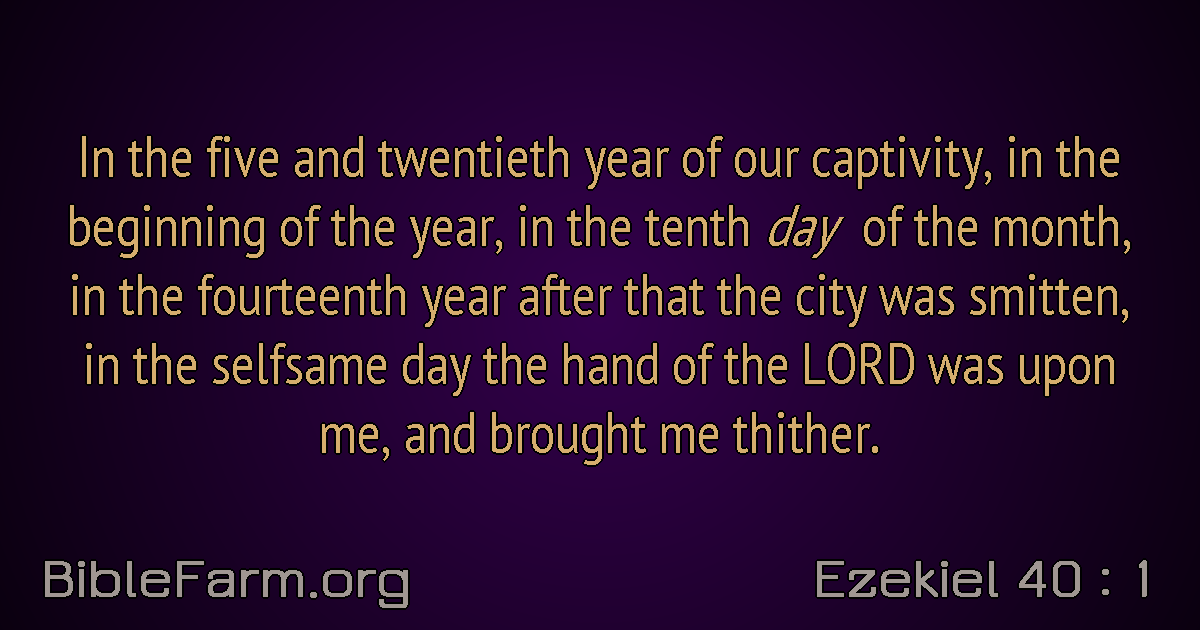 In the five and twentieth year of our captivity, in the
beginning of the year, in the tenth day of the month,
in the fourteenth year after that the city was smitten,
in the selfsame day the hand of the LORD was upon
me, and brought me thither.
BibleFarm.org
Ezekiel 40 : 1